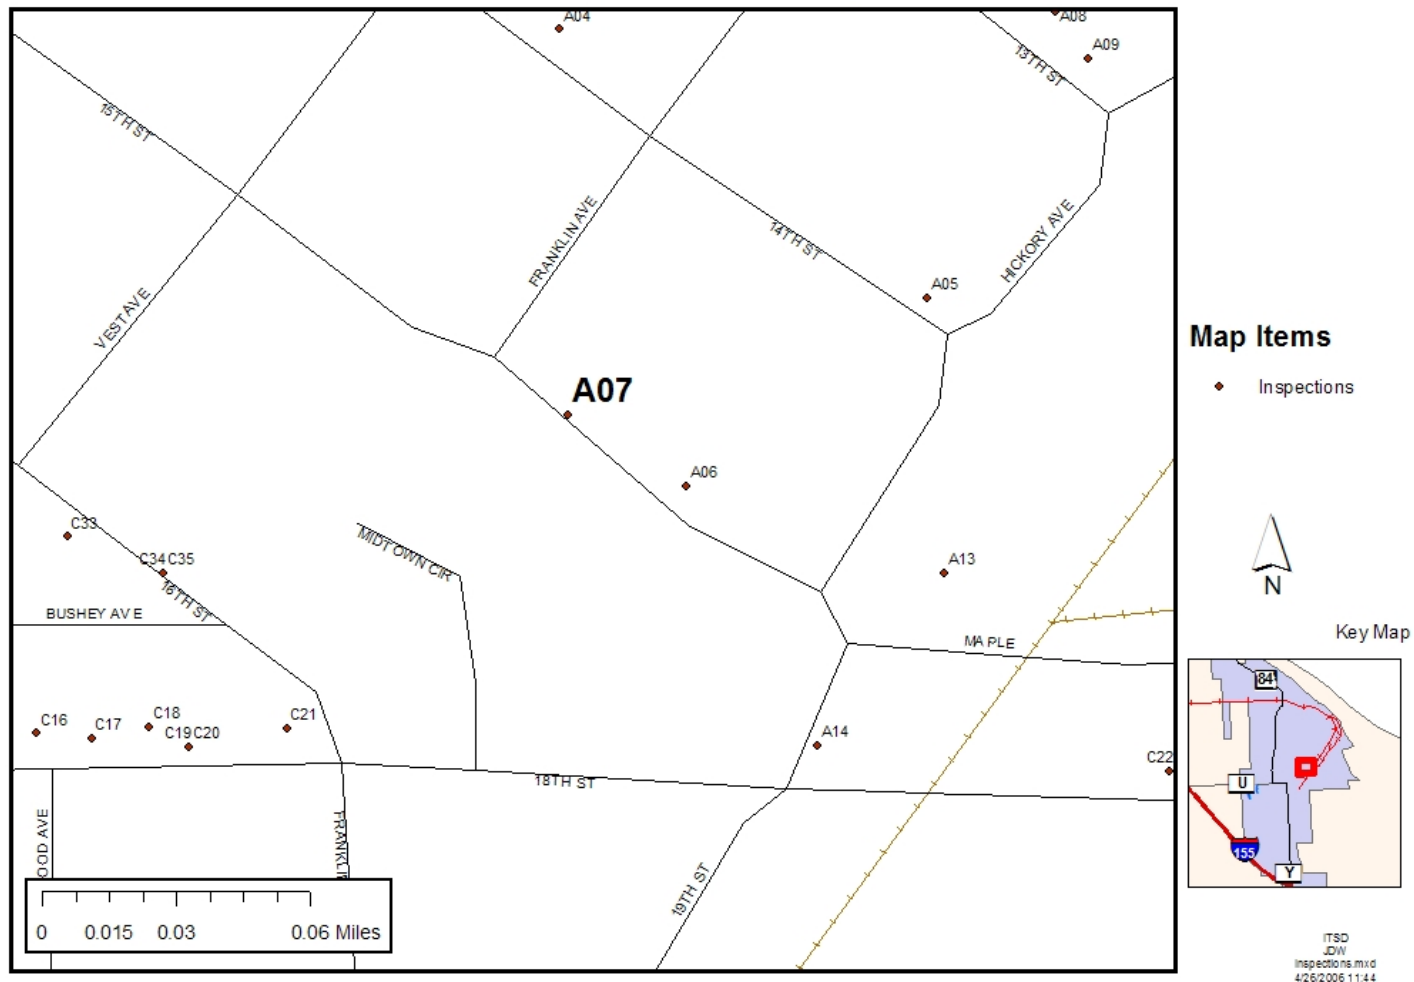 A04
A08
A09
13TH ST
15TH ST
FRANKLIN AVE
14TH ST
HICKORY AVE
A05
VEST AVE
A07
A06
C33
C34 C35
16TH ST
MIDTOWN CIR
A13
BUSHEY AVE
MAPLE
C16
C17
C18
C19 C20
C21
A14
C22
18TH ST
OOD AVE
FRANKLI
19TH ST
0 0.015 0.03 0.06 Miles
Map Items
Inspections
N
Key Map
84
U
155
Y
ITSD
JDW
Inspections.mxd
4/26/2006 11:44